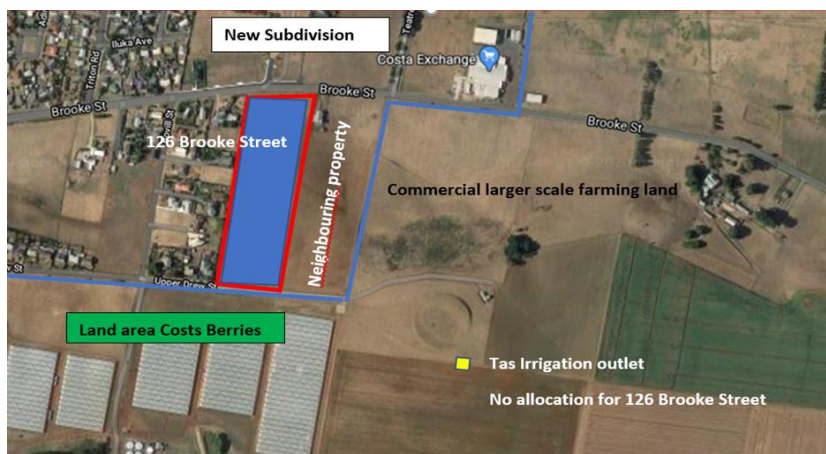 New Subdivision
Iluka Ave
Triton Rd
Costa Exchange
Brooke St
Brooke St
Brooke St
126 Brooke Street
Neighbouring property
Commercial larger scale farming land
Upper Drew St
Land area Costs Berries
Tas Irrigation outlet
No allocation for 126 Brooke Street